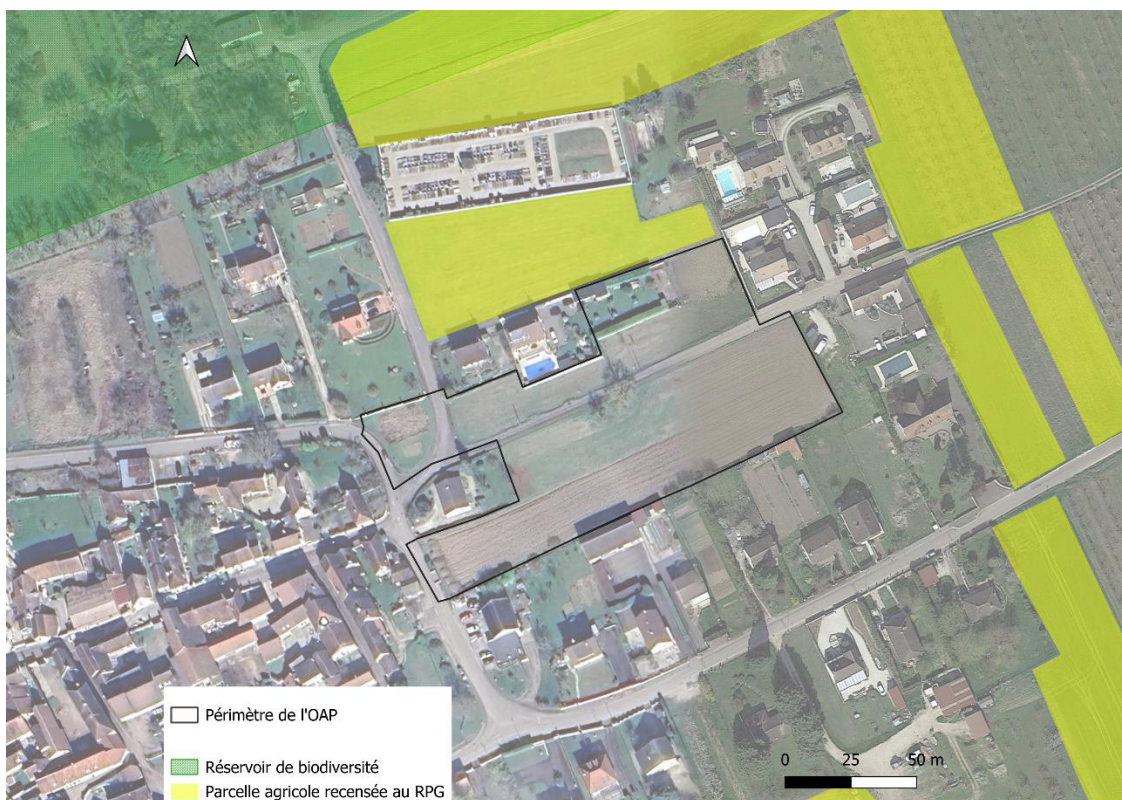 Périmètre de l'OAP
Réservoir de biodiversité
Parcelle agricole recensée au RPG
0 25 50 m